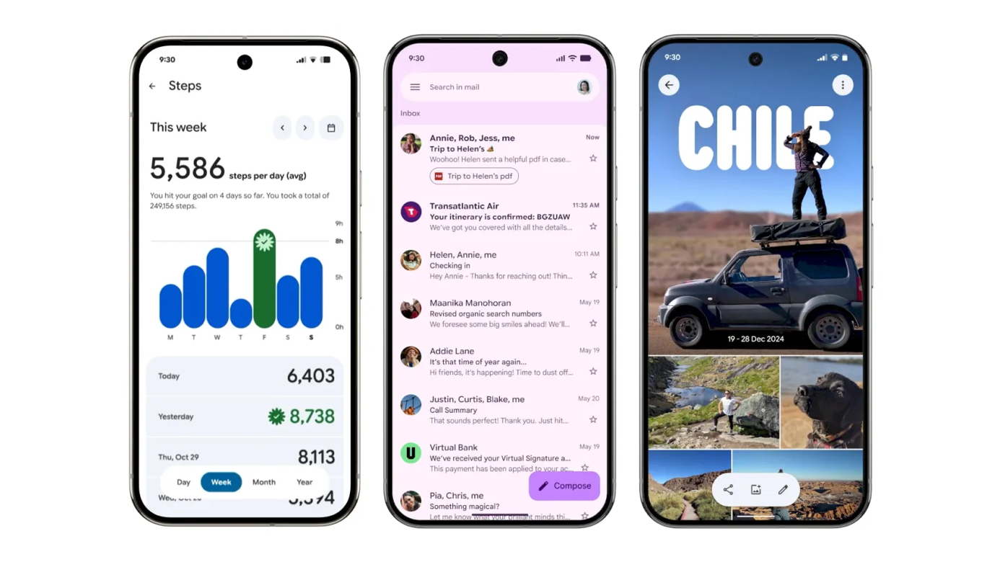 9:30
Steps
This week
5,586 steps per day (avg)
You hit your goal on 4 days so far. You took a total of
249,156 steps.
9h
8h
5h
0h
M T W T F S S
Today 6,403
Yesterday 8,738
Thu, Oct 29 8,113
Day Week Month Year
9:30
Search in mail
Inbox
Annie, Rob, Jess, me Now
Trip to Helen's
Woohoo! Helen sent a helpful pdf in case...
PDF Trip to Helen's pdf
Transatlantic Air 11:35 AM
Your itinerary is confirmed: BGZUAW
We've got you covered with all the details...
Helen, Annie, me 10:11 AM
Checking in
Hey Annie - Thanks for reaching out! Thin...
Maanika Manohoran May 19
Revised organic search numbers
We foresee some big smiles ahead! We'll...
Addie Lane May 19
It's that time of year again...
Hi friends, it's happening! Time to dust off...
Justin, Curtis, Blake, me May 20
Call Summary
That sounds perfect! Thank you. Just hit...
Virtual Bank May 19
We've received your Virtual Signature a...
This payment has been applied to your ac...
Compose
Pia, Chris, me
Something magical?
Let me know what your brilliant minds thi...
9:30
CHILE
19 - 28 Dec 2024